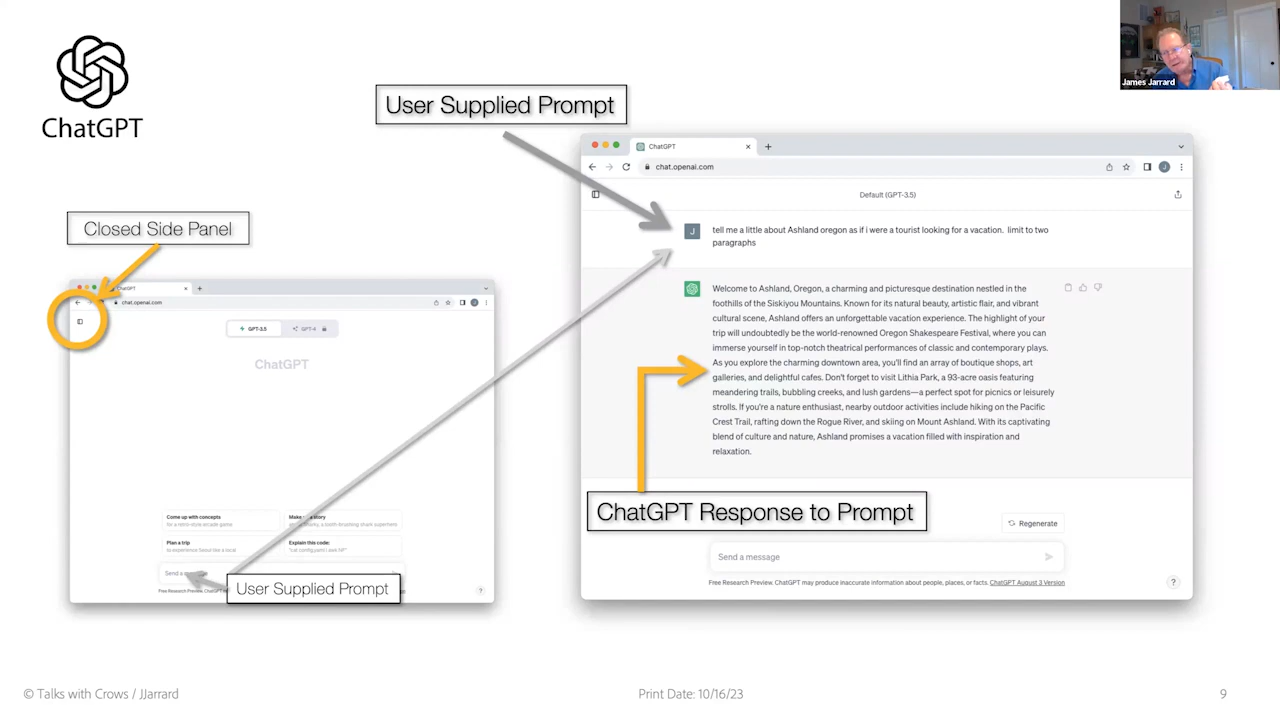 ChatGPT
James Jarrard
User Supplied Prompt
Closed Side Panel
ChatGPT
chat.openai.com
GPT-3.5
GPT-4
ChatGPT
Come up with concepts
for a retro-style arcade game
Plan a trip
to experience Seoul like a local
Explain this code:
User Supplied Prompt
?
ChatGPT
chat.openai.com
Default (GPT-3.5)
J
tell me a little about Ashland oregon as if i were a tourist looking for a vacation. limit to two
paragraphs
Welcome to Ashland, Oregon, a charming and picturesque destination nestled in the
foothills of the Siskiyou Mountains. Known for its natural beauty, artistic flair, and vibrant
cultural scene, Ashland offers an unforgettable vacation experience. The highlight of your
trip will undoubtedly be the world-renowned Oregon Shakespeare Festival, where you can
immerse yourself in top-notch theatrical performances of classic and contemporary plays.
As you explore the charming downtown area, you'll find an array of boutique shops, art
galleries, and delightful cafes. Don't forget to visit Lithia Park, a 93-acre oasis featuring
meandering trails, bubbling creeks, and lush gardens—a perfect spot for picnics or leisurely
strolls. If you're a nature enthusiast, nearby outdoor activities include hiking on the Pacific
Crest Trail, rafting down the Rogue River, and skiing on Mount Ashland. With its captivating
blend of culture and nature, Ashland promises a vacation filled with inspiration and
relaxation.
ChatGPT Response to Prompt
Regenerate
Send a message
Free Research Preview. ChatGPT may produce inaccurate information about people, places, or facts. ChatGPT August 3 Version
?
© Talks with Crows / JJarrard
Print Date: 10/16/23
9